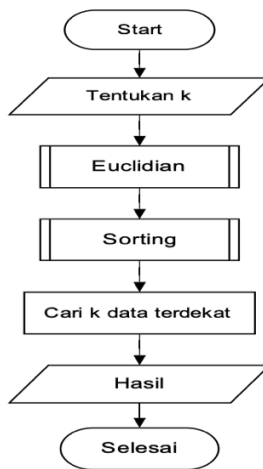 Start
Tentukan k
Euclidian
Sorting
Cari k data terdekat
Hasil
Selesai